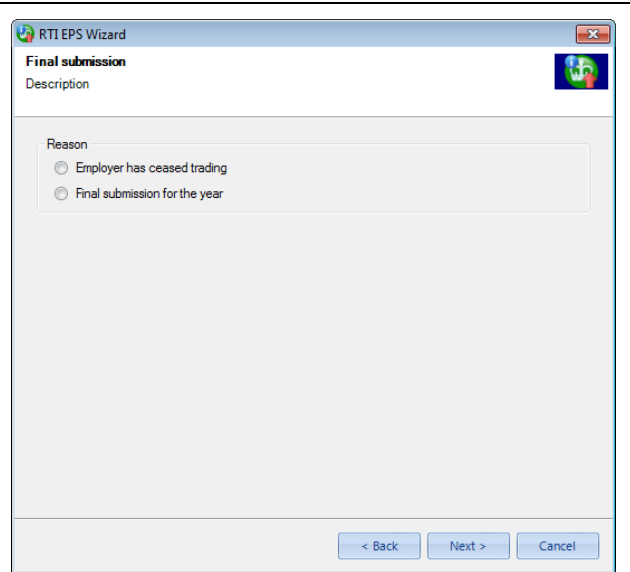 RTI EPS Wizard
Final submission
Description
Reason
Employer has ceased trading
Final submission for the year
< Back Next > Cancel